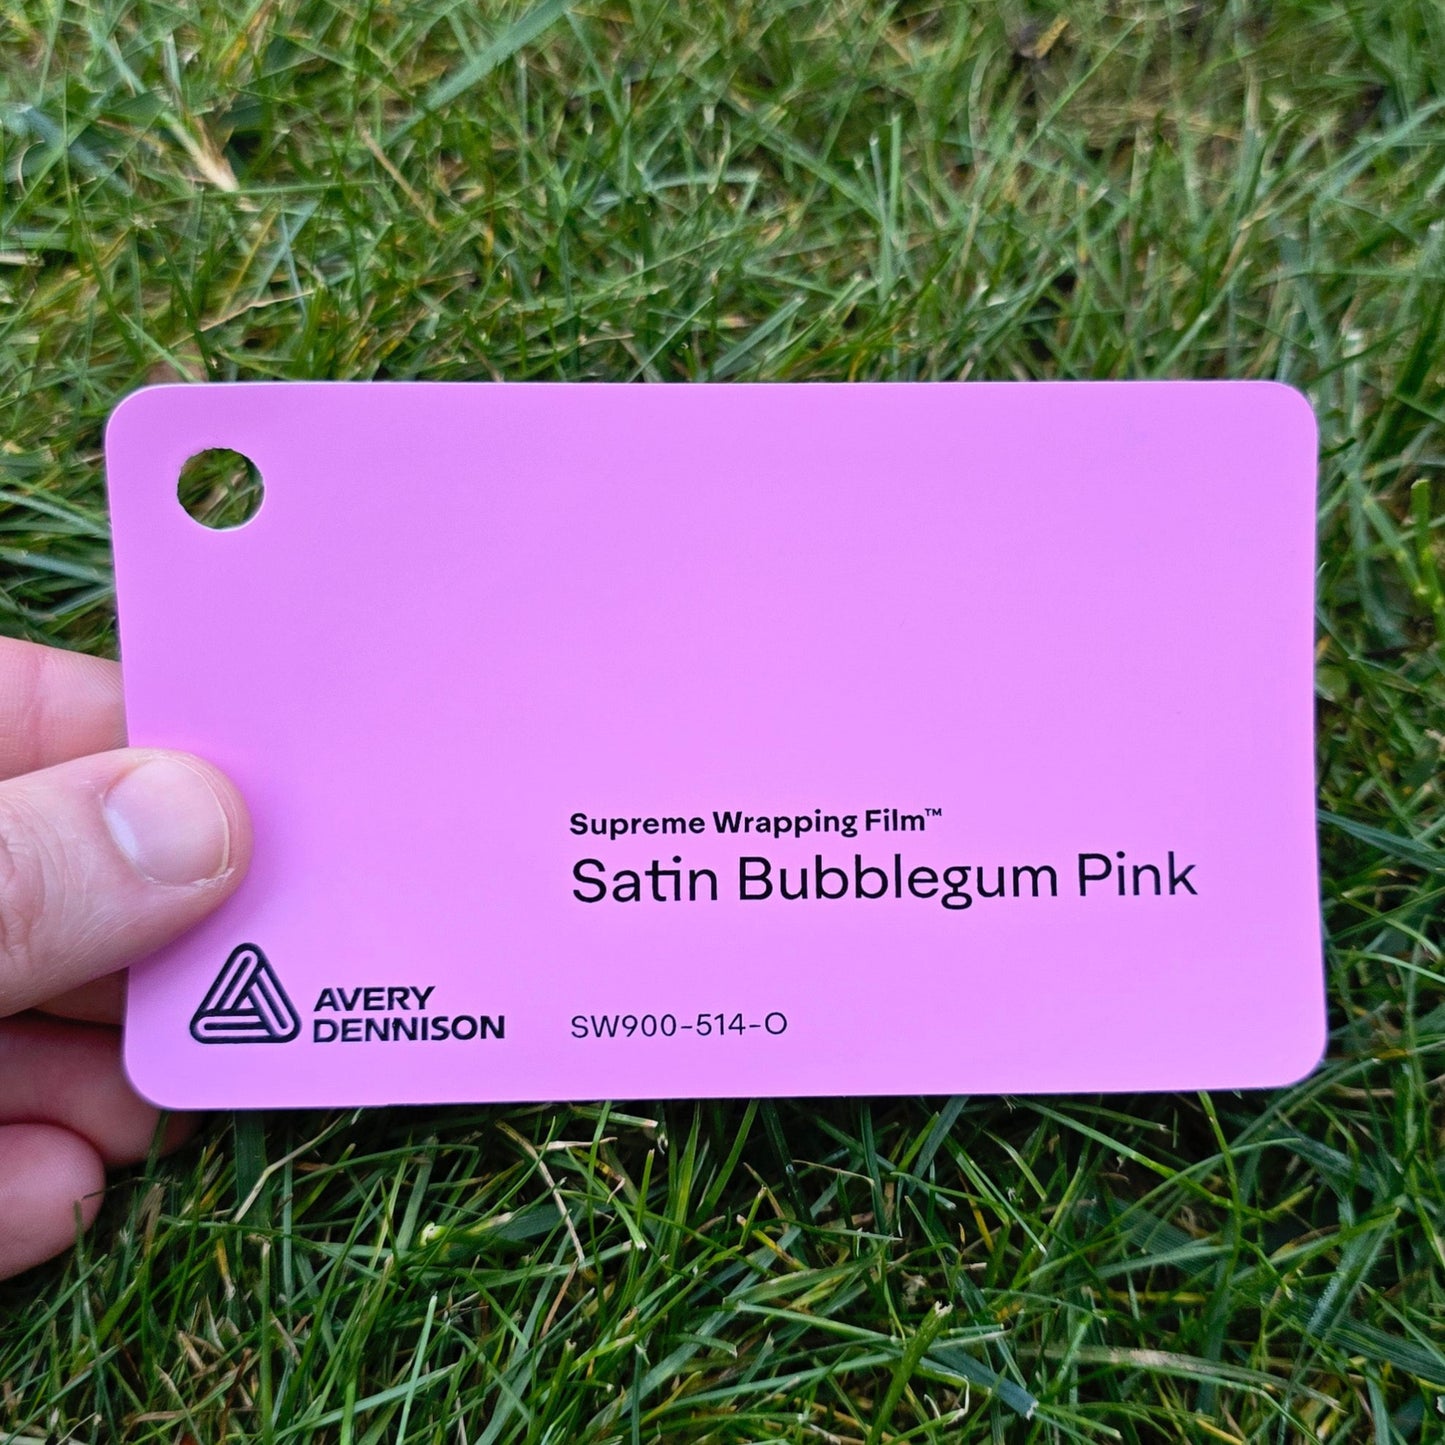 Supreme Wrapping Film™
Satin Bubblegum Pink
AVERY
DENNISON
SW900-514-O